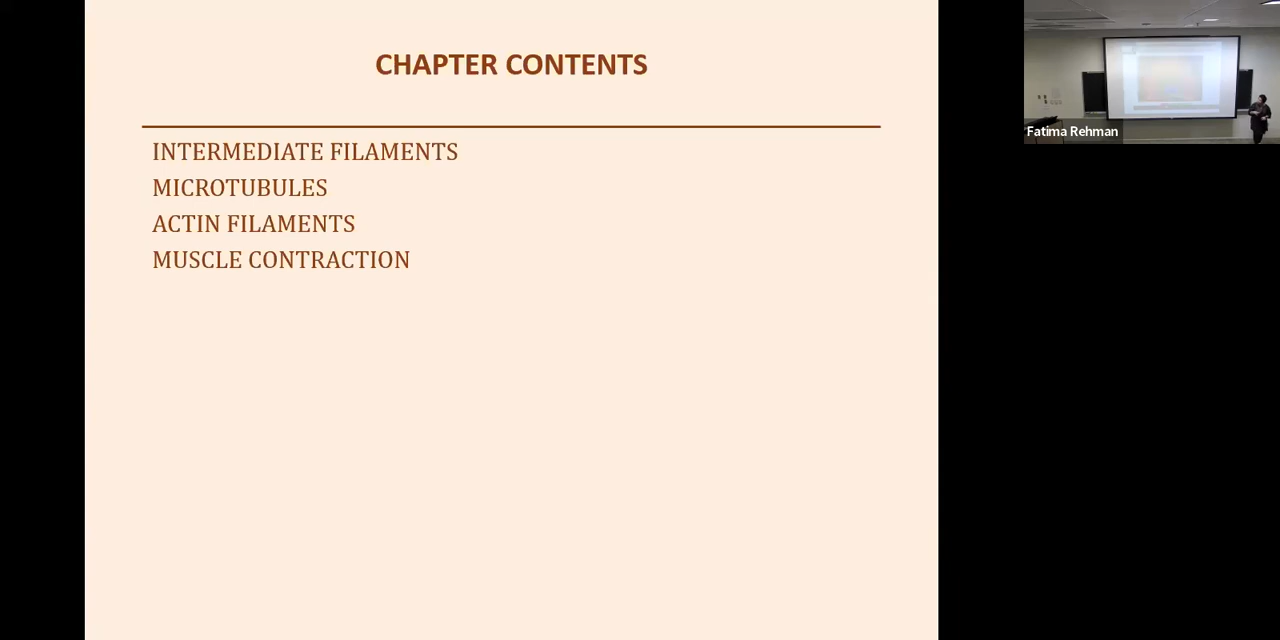 CHAPTER CONTENTS
INTERMEDIATE FILAMENTS
MICROTUBULES
ACTIN FILAMENTS
MUSCLE CONTRACTION
Fatima Rehman